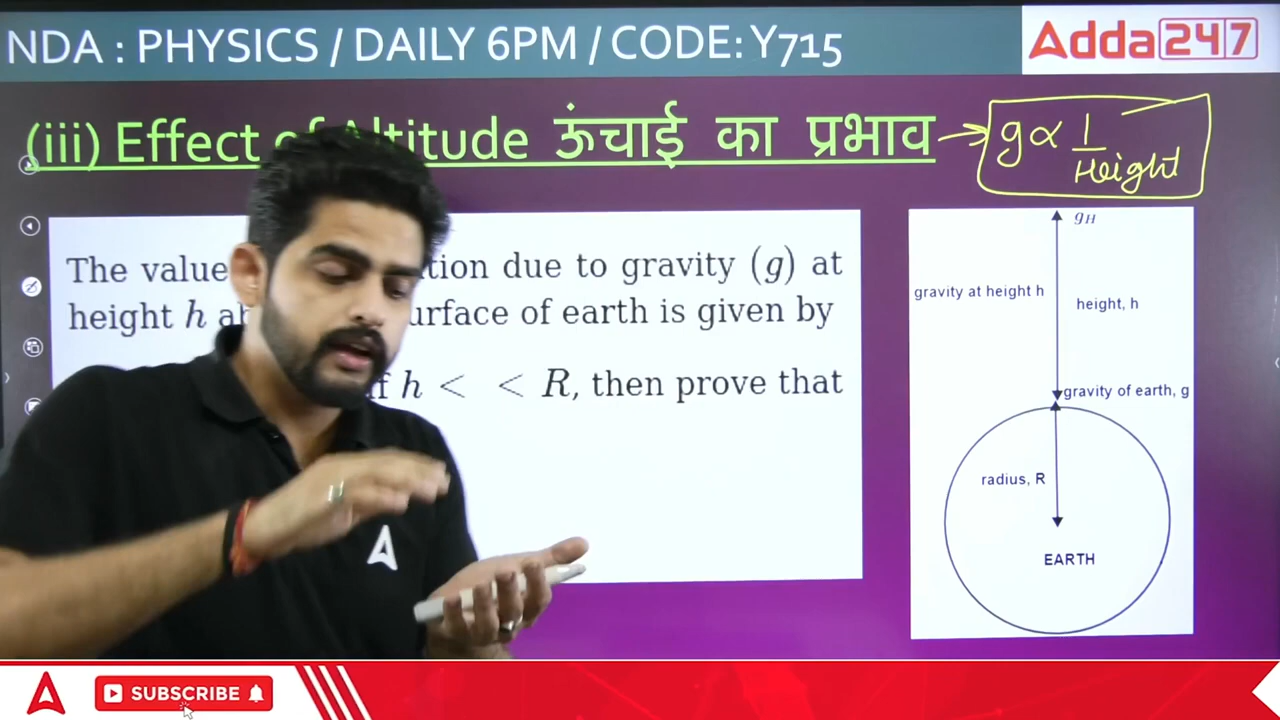 NDA : PHYSICS / DAILY 6PM / CODE: Y715
Adda247
(iii) Effect of Altitude ऊंचाई का प्रभाव → g ∝ 1/Height
The value tion due to gravity (g) at
height h urface of earth is given by
h < < R, then prove that
gH
gravity at height h
height, h
gravity of earth, g
radius, R
EARTH
SUBSCRIBE